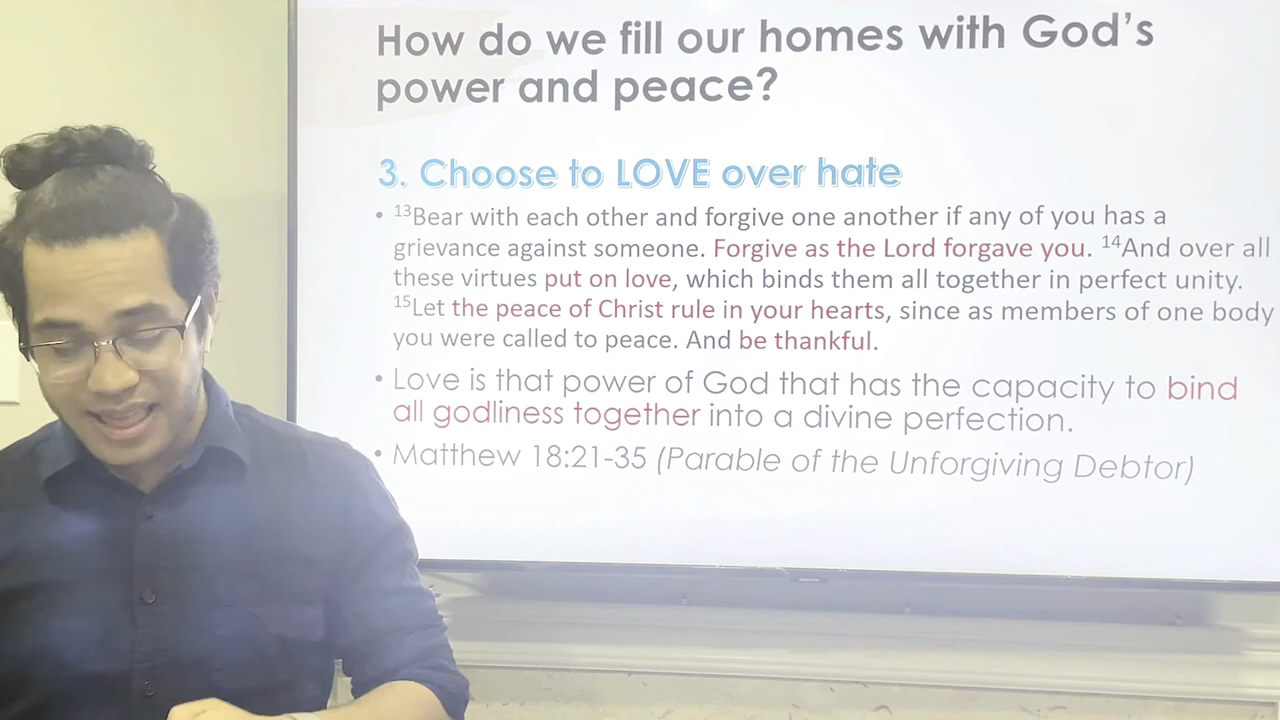 How do we fill our homes with God's
power and peace?
3. Choose to LOVE over hate
• ¹³Bear with each other and forgive one another if any of you has a
grievance against someone. Forgive as the Lord forgave you. ¹⁴And over all
these virtues put on love, which binds them all together in perfect unity.
¹⁵Let the peace of Christ rule in your hearts, since as members of one body
you were called to peace. And be thankful.
• Love is that power of God that has the capacity to bind
all godliness together into a divine perfection.
• Matthew 18:21-35 (Parable of the Unforgiving Debtor)